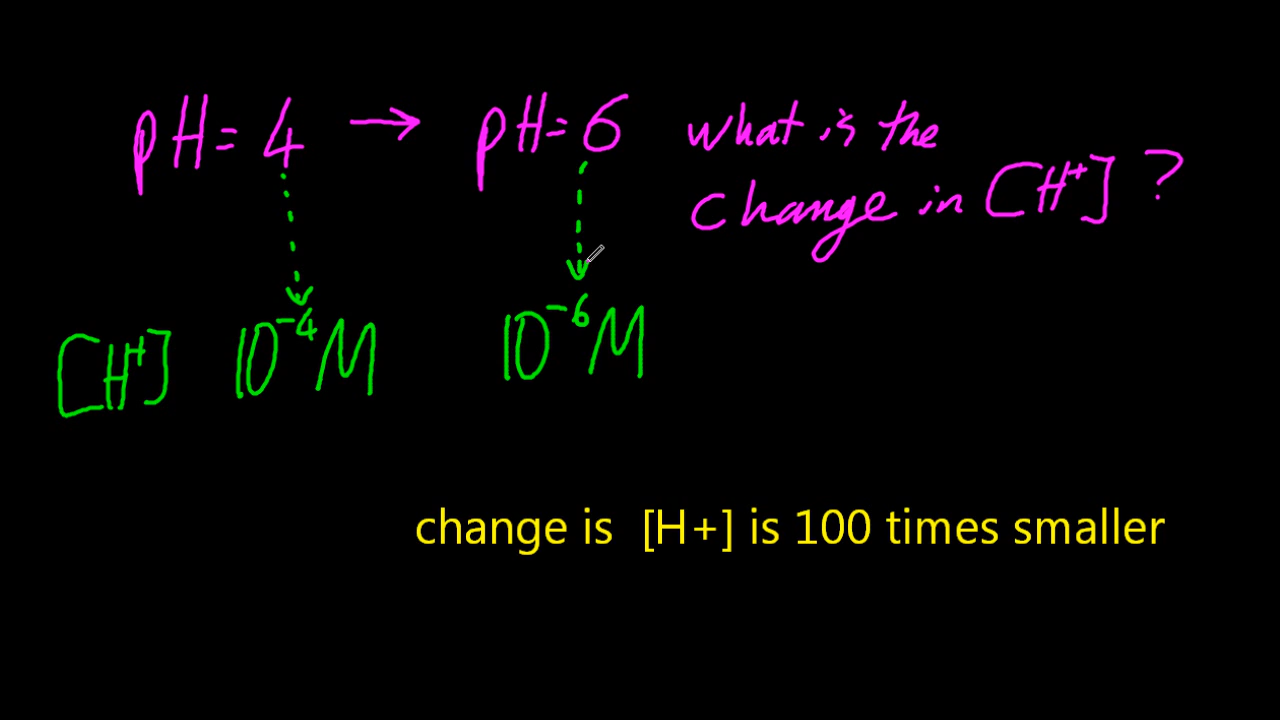 pH = 4 → pH = 6 what is the
change in [H⁺] ?
[H⁺] 10⁻⁴ M 10⁻⁶ M
change is [H+] is 100 times smaller